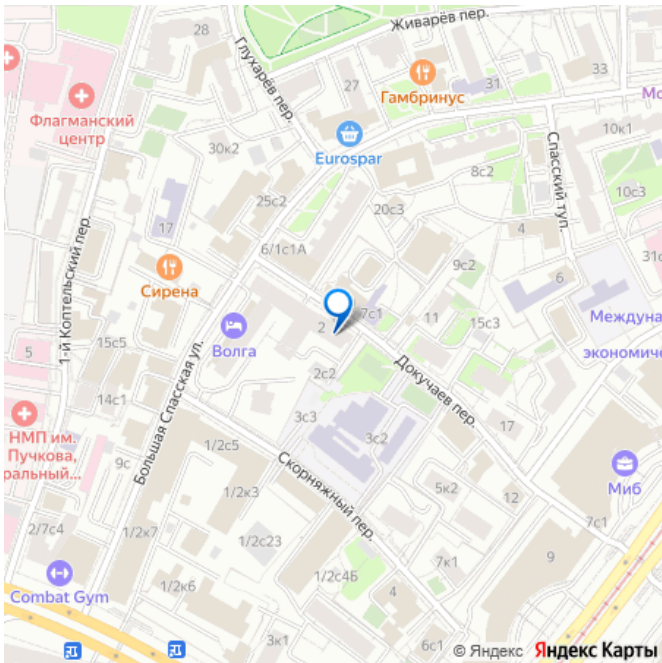 Живарёв пер.
28
Глухарёв пер.
27
Гамбринус
31
33
Мо
Флагманский
центр
Eurospar
10к1
30к2
Спасский туп.
8с2
10с3
25с2
20с3
17
4
1-й Коптельский пер.
6/1с1А
9с2
31с
Сирена
6
7с1
Междуна
2
11
15с3
Волга
экономиче
15с5
5
2с2
Докучаев пер.
14с1
Большая Спасская ул.
3с3
НМП им.
Пучкова,
ральный...
3с2
17
1/2с5
9с
Скорняжный пер.
Миб
1/2к3
5к2
12
7с1
2/7с4
1/2к7
1/2с23
7к1
9
Combat Gym
1/2к6
1/2с4Б
4
3к1
6с1
© Яндекс Яндекс Карты